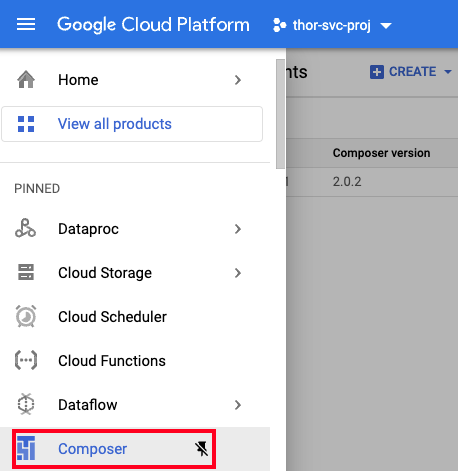 Google Cloud Platform thor-svc-proj
Home
CREATE
View all products
Composer version
2.0.2
PINNED
Dataproc
Cloud Storage
Cloud Scheduler
Cloud Functions
Dataflow
Composer